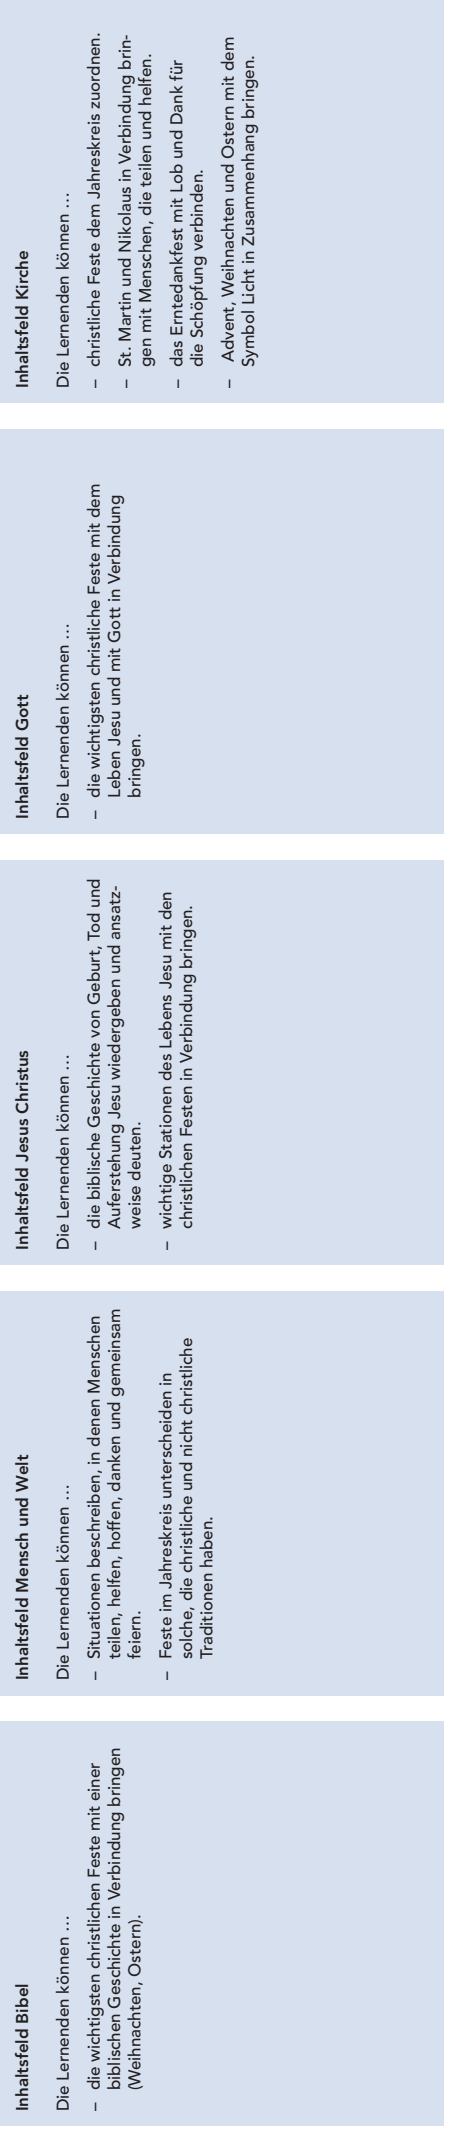 Inhaltsfeld Bibel
Die Lernenden können …
– die wichtigsten christlichen Feste mit einer
biblischen Geschichte in Verbindung bringen
(Weihnachten, Ostern).
Inhaltsfeld Mensch und Welt
Die Lernenden können …
– Situationen beschreiben, in denen Menschen
teilen, helfen, hoffen, danken und gemeinsam
feiern.
– Feste im Jahreskreis unterscheiden in
solche, die christliche und nicht christliche
Traditionen haben.
Inhaltsfeld Jesus Christus
Die Lernenden können …
– die biblische Geschichte von Geburt, Tod und
Auferstehung Jesu wiedergeben und ansatz-
weise deuten.
– wichtige Stationen des Lebens Jesu mit den
christlichen Festen in Verbindung bringen.
Inhaltsfeld Gott
Die Lernenden können …
– die wichtigsten christliche Feste mit dem
Leben Jesu und mit Gott in Verbindung
bringen.
Inhaltsfeld Kirche
Die Lernenden können …
– christliche Feste dem Jahreskreis zuordnen.
– St. Martin und Nikolaus in Verbindung brin-
gen mit Menschen, die teilen und helfen.
– das Erntedankfest mit Lob und Dank für
die Schöpfung verbinden.
– Advent, Weihnachten und Ostern mit dem
Symbol Licht in Zusammenhang bringen.